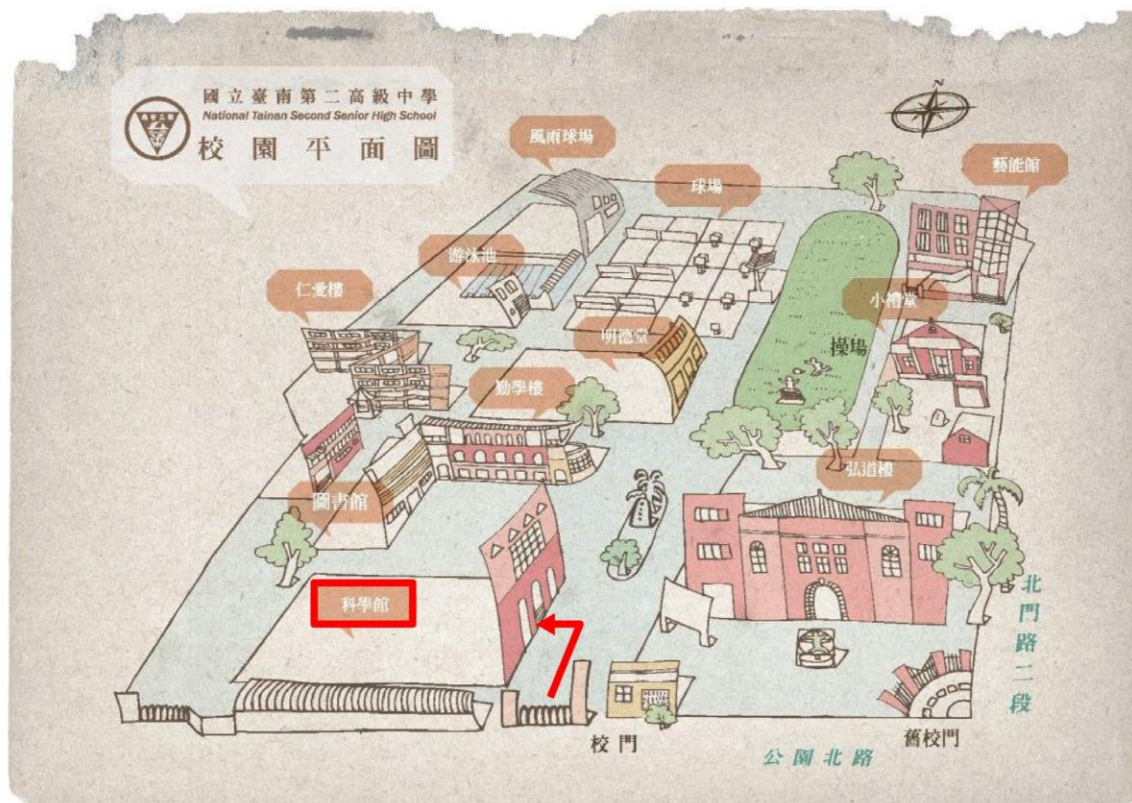 國立臺南第二高級中學
National Tainan Second Senior High School
校園平面圖
N
風雨球場
藝能館
球場
游泳池
仁愛樓
小禮堂
明德堂
操場
勤學樓
弘道樓
圖書館
科學館
北門路二段
校門
舊校門
公園北路